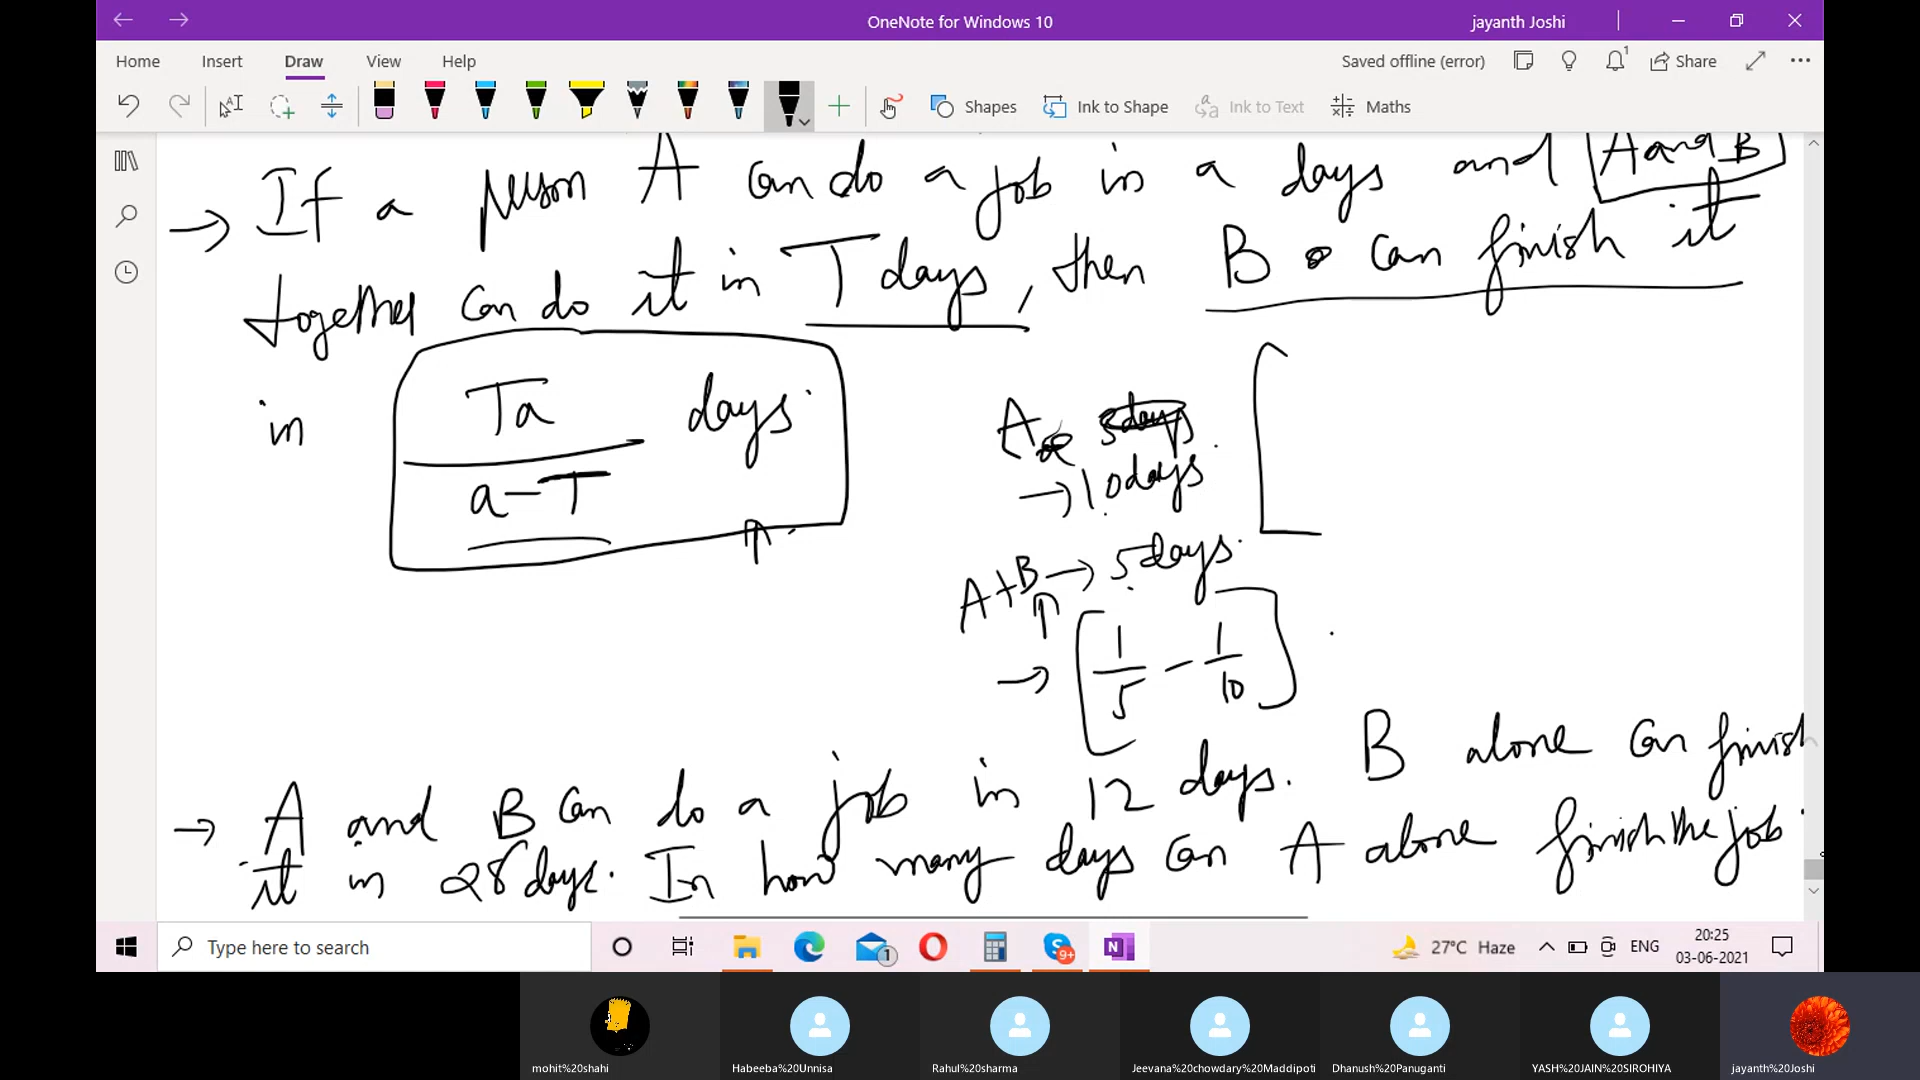 OneNote for Windows 10
jayanth Joshi
Home Insert Draw View Help
Saved offline (error) 1 Share
Shapes Ink to Shape Ink to Text Maths
→ If a person A can do a job in a days and A and B
together can do it in T days, then B can finish it
in Ta days.
a-T
A
→ 10 days
A+B → 5 days.
→ [1/5 - 1/10]
→ A and B can do a job in 12 days. B alone can finish
it in 28 days. In how many days can A alone finish the job.
Type here to search
1
9+
27°C Haze
ENG
20:25
03-06-2021
mohit%20shahi
Habeeba%20Unnisa
Rahul%20sharma
Jeevana%20chowdary%20Maddipoti
Dhanush%20Panuganti
YASH%20JAIN%20SIROHIYA
jayanth%20Joshi